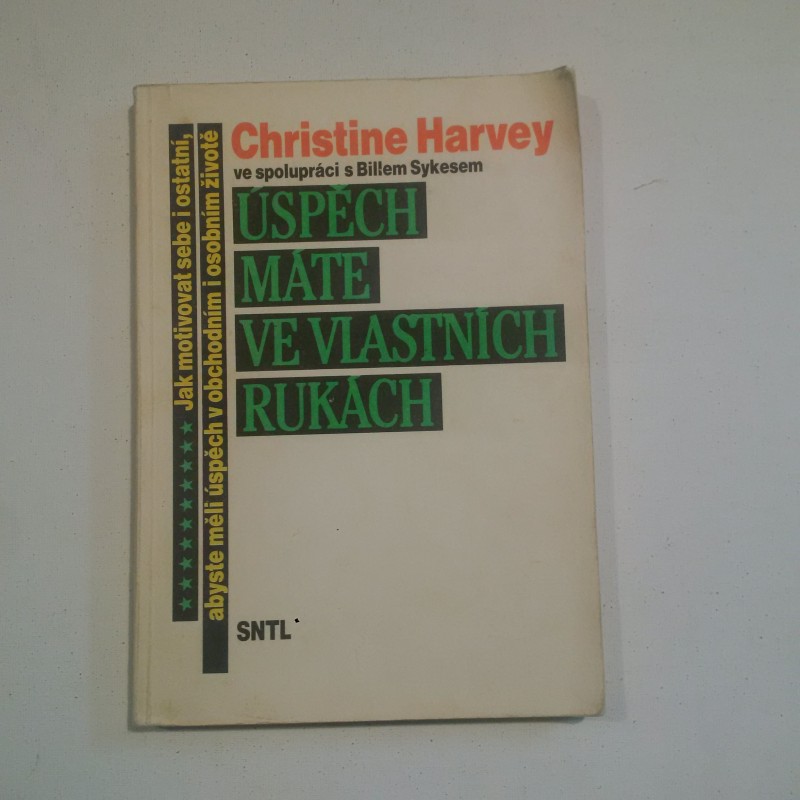 Christine Harvey
ve spolupráci s Billem Sykesem
ÚSPĚCH
MÁTE
VE VLASTNÍCH
RUKÁCH
Jak motivovat sebe i ostatní,
abyste měli úspěch v obchodním i osobním životě
SNTL